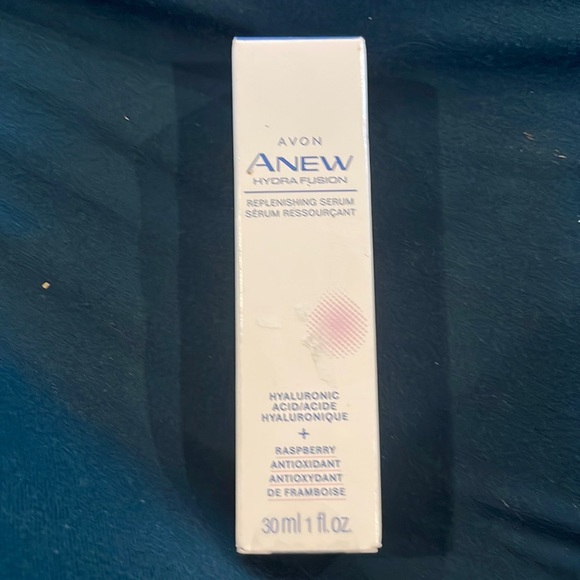 AVON
ANEW
HYDRA FUSION
REPLENISHING SERUM
SÉRUM RESSOURÇANT
HYALURONIC
ACID/ACIDE
HYALURONIQUE
+
RASPBERRY
ANTIOXIDANT
ANTIOXYDANT
DE FRAMBOISE
30 ml 1 fl. oz.